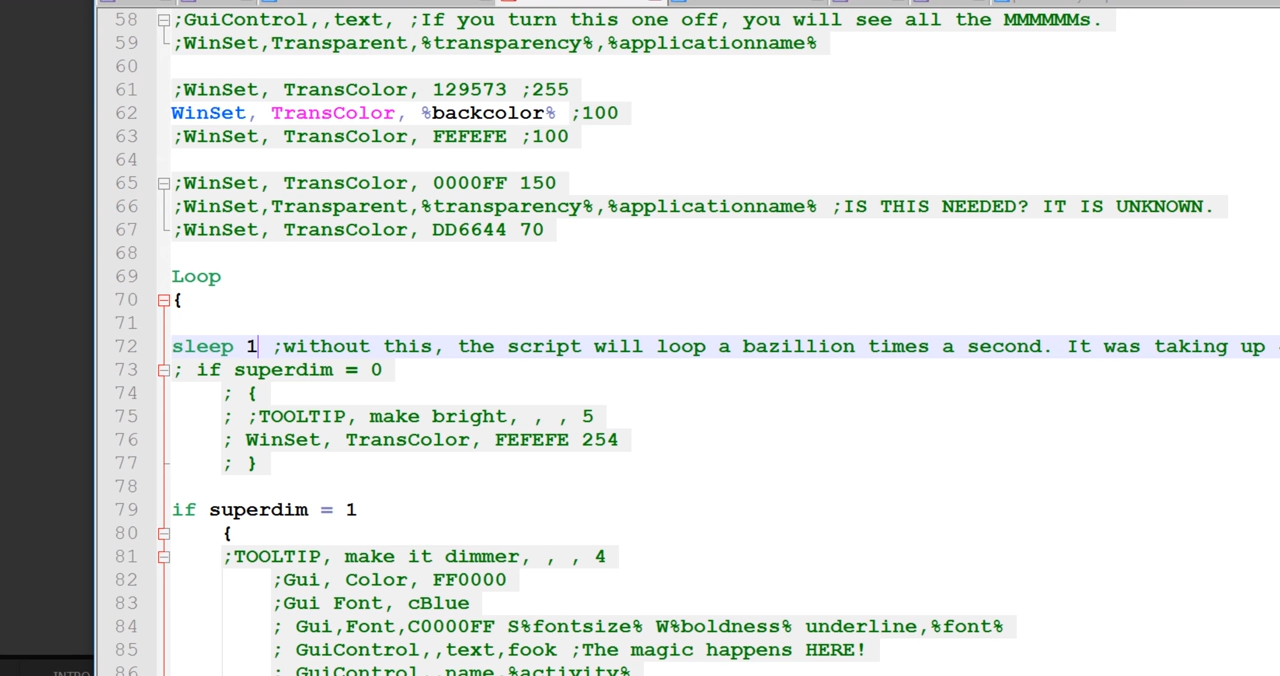 58 ;GuiControl,,text, ;If you turn this one off, you will see all the MMMMMMs.
59 ;WinSet,Transparent,%transparency%,%applicationname%
60
61 ;WinSet, TransColor, 129573 ;255
62 WinSet, TransColor, %backcolor% ;100
63 ;WinSet, TransColor, FEFEFE ;100
64
65 ;WinSet, TransColor, 0000FF 150
66 ;WinSet,Transparent,%transparency%,%applicationname% ;IS THIS NEEDED? IT IS UNKNOWN.
67 ;WinSet, TransColor, DD6644 70
68
69 Loop
70 {
71
72 sleep 1 ;without this, the script will loop a bazillion times a second. It was taking up
73 ; if superdim = 0
74 ; {
75 ; ;TOOLTIP, make bright, , , 5
76 ; WinSet, TransColor, FEFEFE 254
77 ; }
78
79 if superdim = 1
80 {
81 ;TOOLTIP, make it dimmer, , , 4
82 ;Gui, Color, FF0000
83 ;Gui Font, cBlue
84 ; Gui,Font,C0000FF S%fontsize% W%boldness% underline,%font%
85 ; GuiControl,,text,fook ;The magic happens HERE!
86 ; GuiControl,,name,%activity%
INTRO